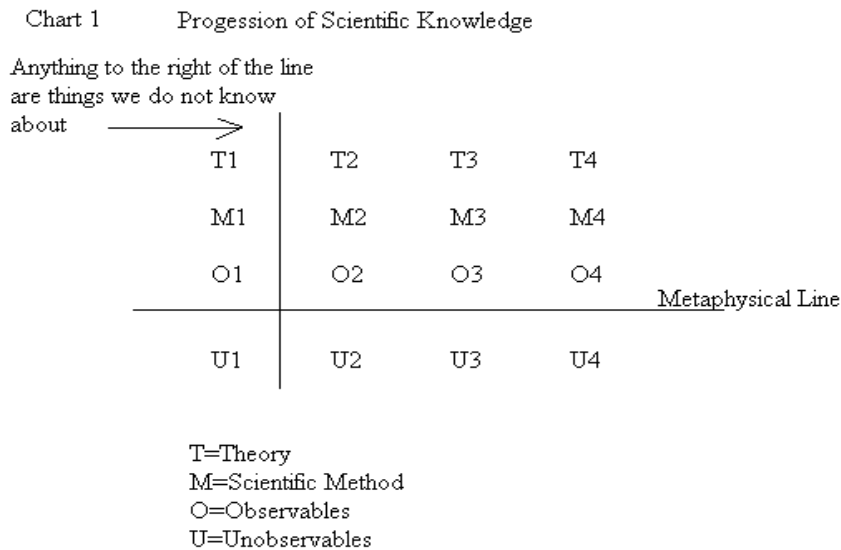 Chart 1 Progession of Scientific Knowledge
Anything to the right of the line
are things we do not know
about
T1 T2 T3 T4
M1 M2 M3 M4
O1 O2 O3 O4
Metaphysical Line
U1 U2 U3 U4
T=Theory
M=Scientific Method
O=Observables
U=Unobservables